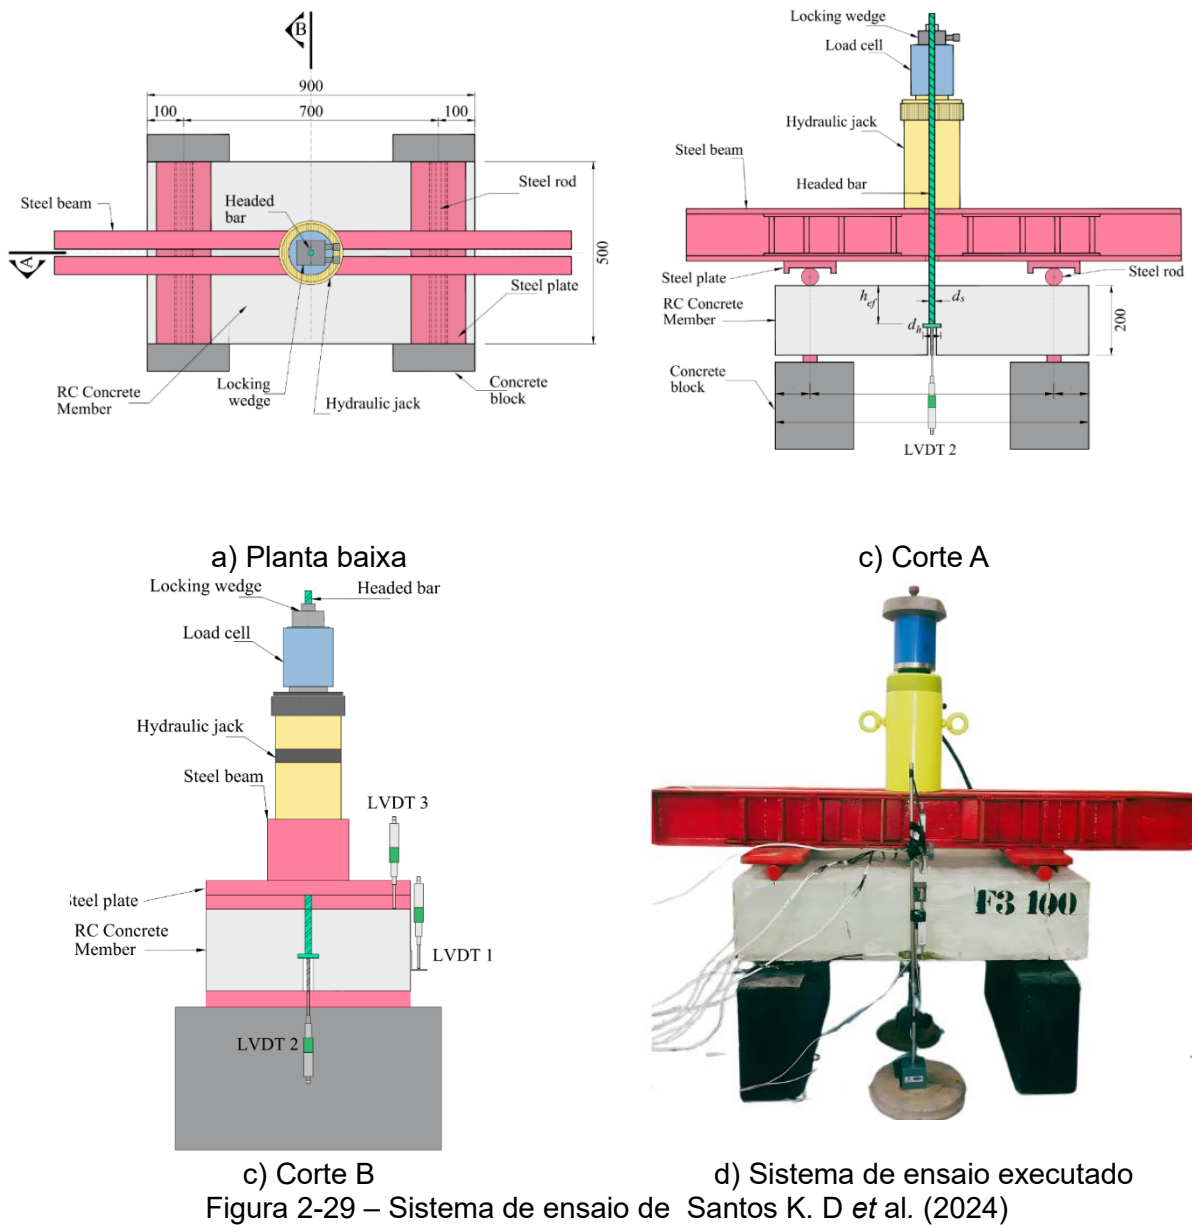 B
900
100
700
100
Steel rod
Headed
bar
Steel beam
500
A
Steel plate
RC Concrete
Member
Locking
wedge
Hydraulic jack
Concrete
block
a) Planta baixa
Locking wedge
Load cell
Hydraulic jack
Steel beam
Headed bar
Steel plate
Steel rod
RC Concrete
Member
hef
ds
dh
200
Concrete
block
LVDT 2
c) Corte A
Locking wedge
Headed bar
Load cell
Hydraulic jack
Steel beam
LVDT 3
Steel plate
RC Concrete
Member
LVDT 1
LVDT 2
c) Corte B
F3 100
d) Sistema de ensaio executado
Figura 2-29 – Sistema de ensaio de Santos K. D et al. (2024)